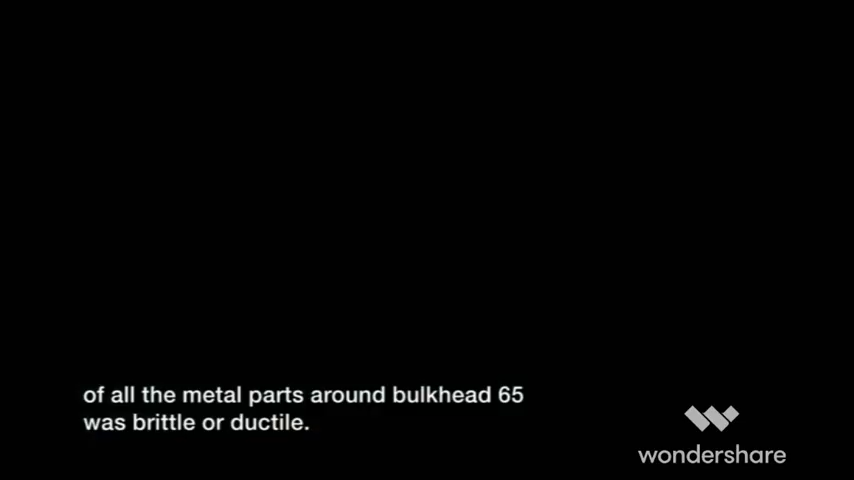 of all the metal parts around bulkhead 65
was brittle or ductile.
wondershare